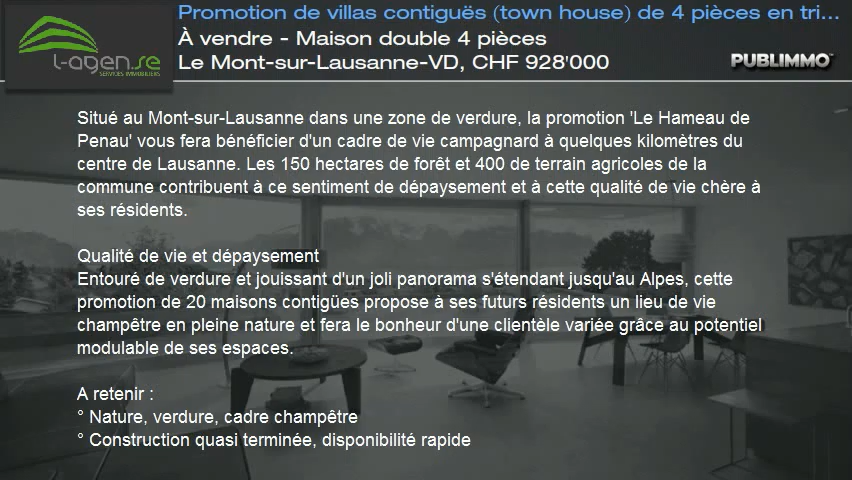 Promotion de villas contiguës (town house) de 4 pièces en tri...
À vendre - Maison double 4 pièces
Le Mont-sur-Lausanne-VD, CHF 928'000
l-agence
SERVICES IMMOBILIERS
PUBLIMMO
Situé au Mont-sur-Lausanne dans une zone de verdure, la promotion 'Le Hameau de
Penau' vous fera bénéficier d'un cadre de vie campagnard à quelques kilomètres du
centre de Lausanne. Les 150 hectares de forêt et 400 de terrain agricoles de la
commune contribuent à ce sentiment de dépaysement et à cette qualité de vie chère à
ses résidents.
Qualité de vie et dépaysement
Entouré de verdure et jouissant d'un joli panorama s'étendant jusqu'au Alpes, cette
promotion de 20 maisons contigües propose à ses futurs résidents un lieu de vie
champêtre en pleine nature et fera le bonheur d'une clientèle variée grâce au potentiel
modulable de ses espaces.
A retenir :
° Nature, verdure, cadre champêtre
° Construction quasi terminée, disponibilité rapide